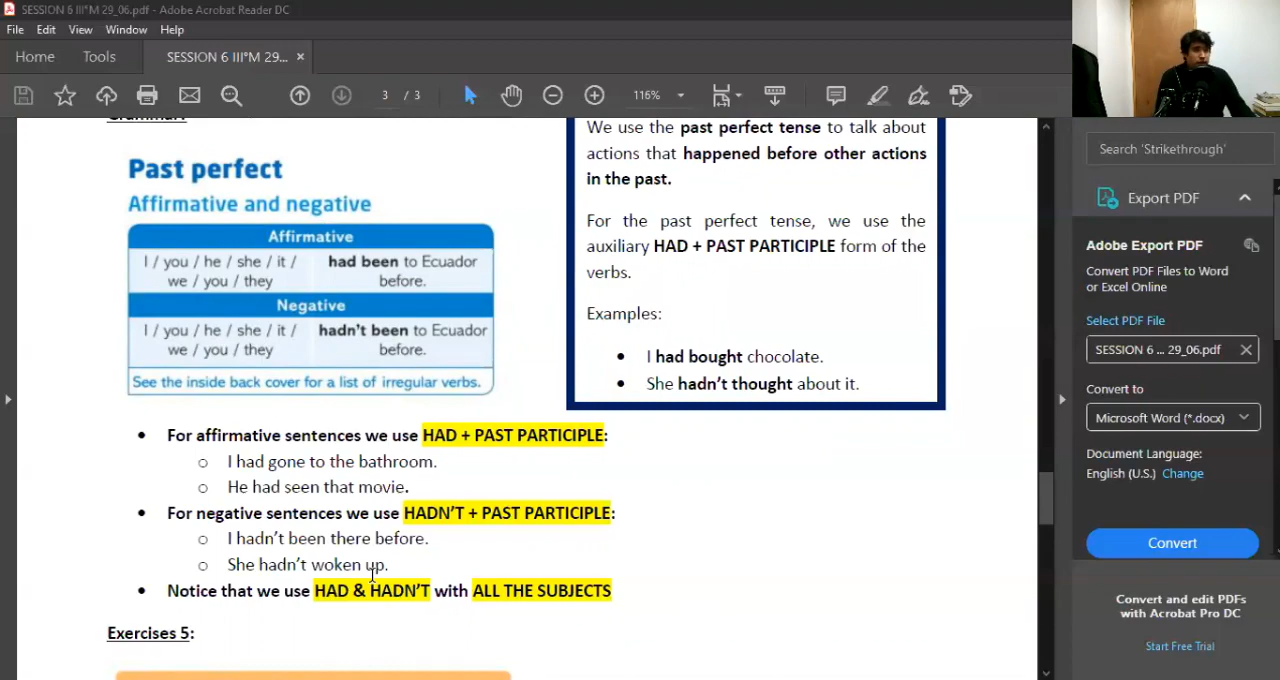 SESSION 6 III°M 29_06.pdf - Adobe Acrobat Reader DC
File Edit View Window Help
Home Tools SESSION 6 III°M 29... ×
3 / 3 116%
Grammar:
Past perfect
Affirmative and negative
Affirmative
I / you / he / she / it / had been to Ecuador
we / you / they before.
Negative
I / you / he / she / it / hadn't been to Ecuador
we / you / they before.
See the inside back cover for a list of irregular verbs.
We use the past perfect tense to talk about
actions that happened before other actions
in the past.
For the past perfect tense, we use the
auxiliary HAD + PAST PARTICIPLE form of the
verbs.
Examples:
• I had bought chocolate.
• She hadn't thought about it.
• For affirmative sentences we use HAD + PAST PARTICIPLE:
o I had gone to the bathroom.
o He had seen that movie.
• For negative sentences we use HADN'T + PAST PARTICIPLE:
o I hadn't been there before.
o She hadn't woken up.
• Notice that we use HAD & HADN'T with ALL THE SUBJECTS
Exercises 5:
Search 'Strikethrough'
Export PDF
Adobe Export PDF
Convert PDF Files to Word
or Excel Online
Select PDF File
SESSION 6 ... 29_06.pdf
Convert to
Microsoft Word (*.docx)
Document Language:
English (U.S.) Change
Convert
Convert and edit PDFs
with Acrobat Pro DC
Start Free Trial